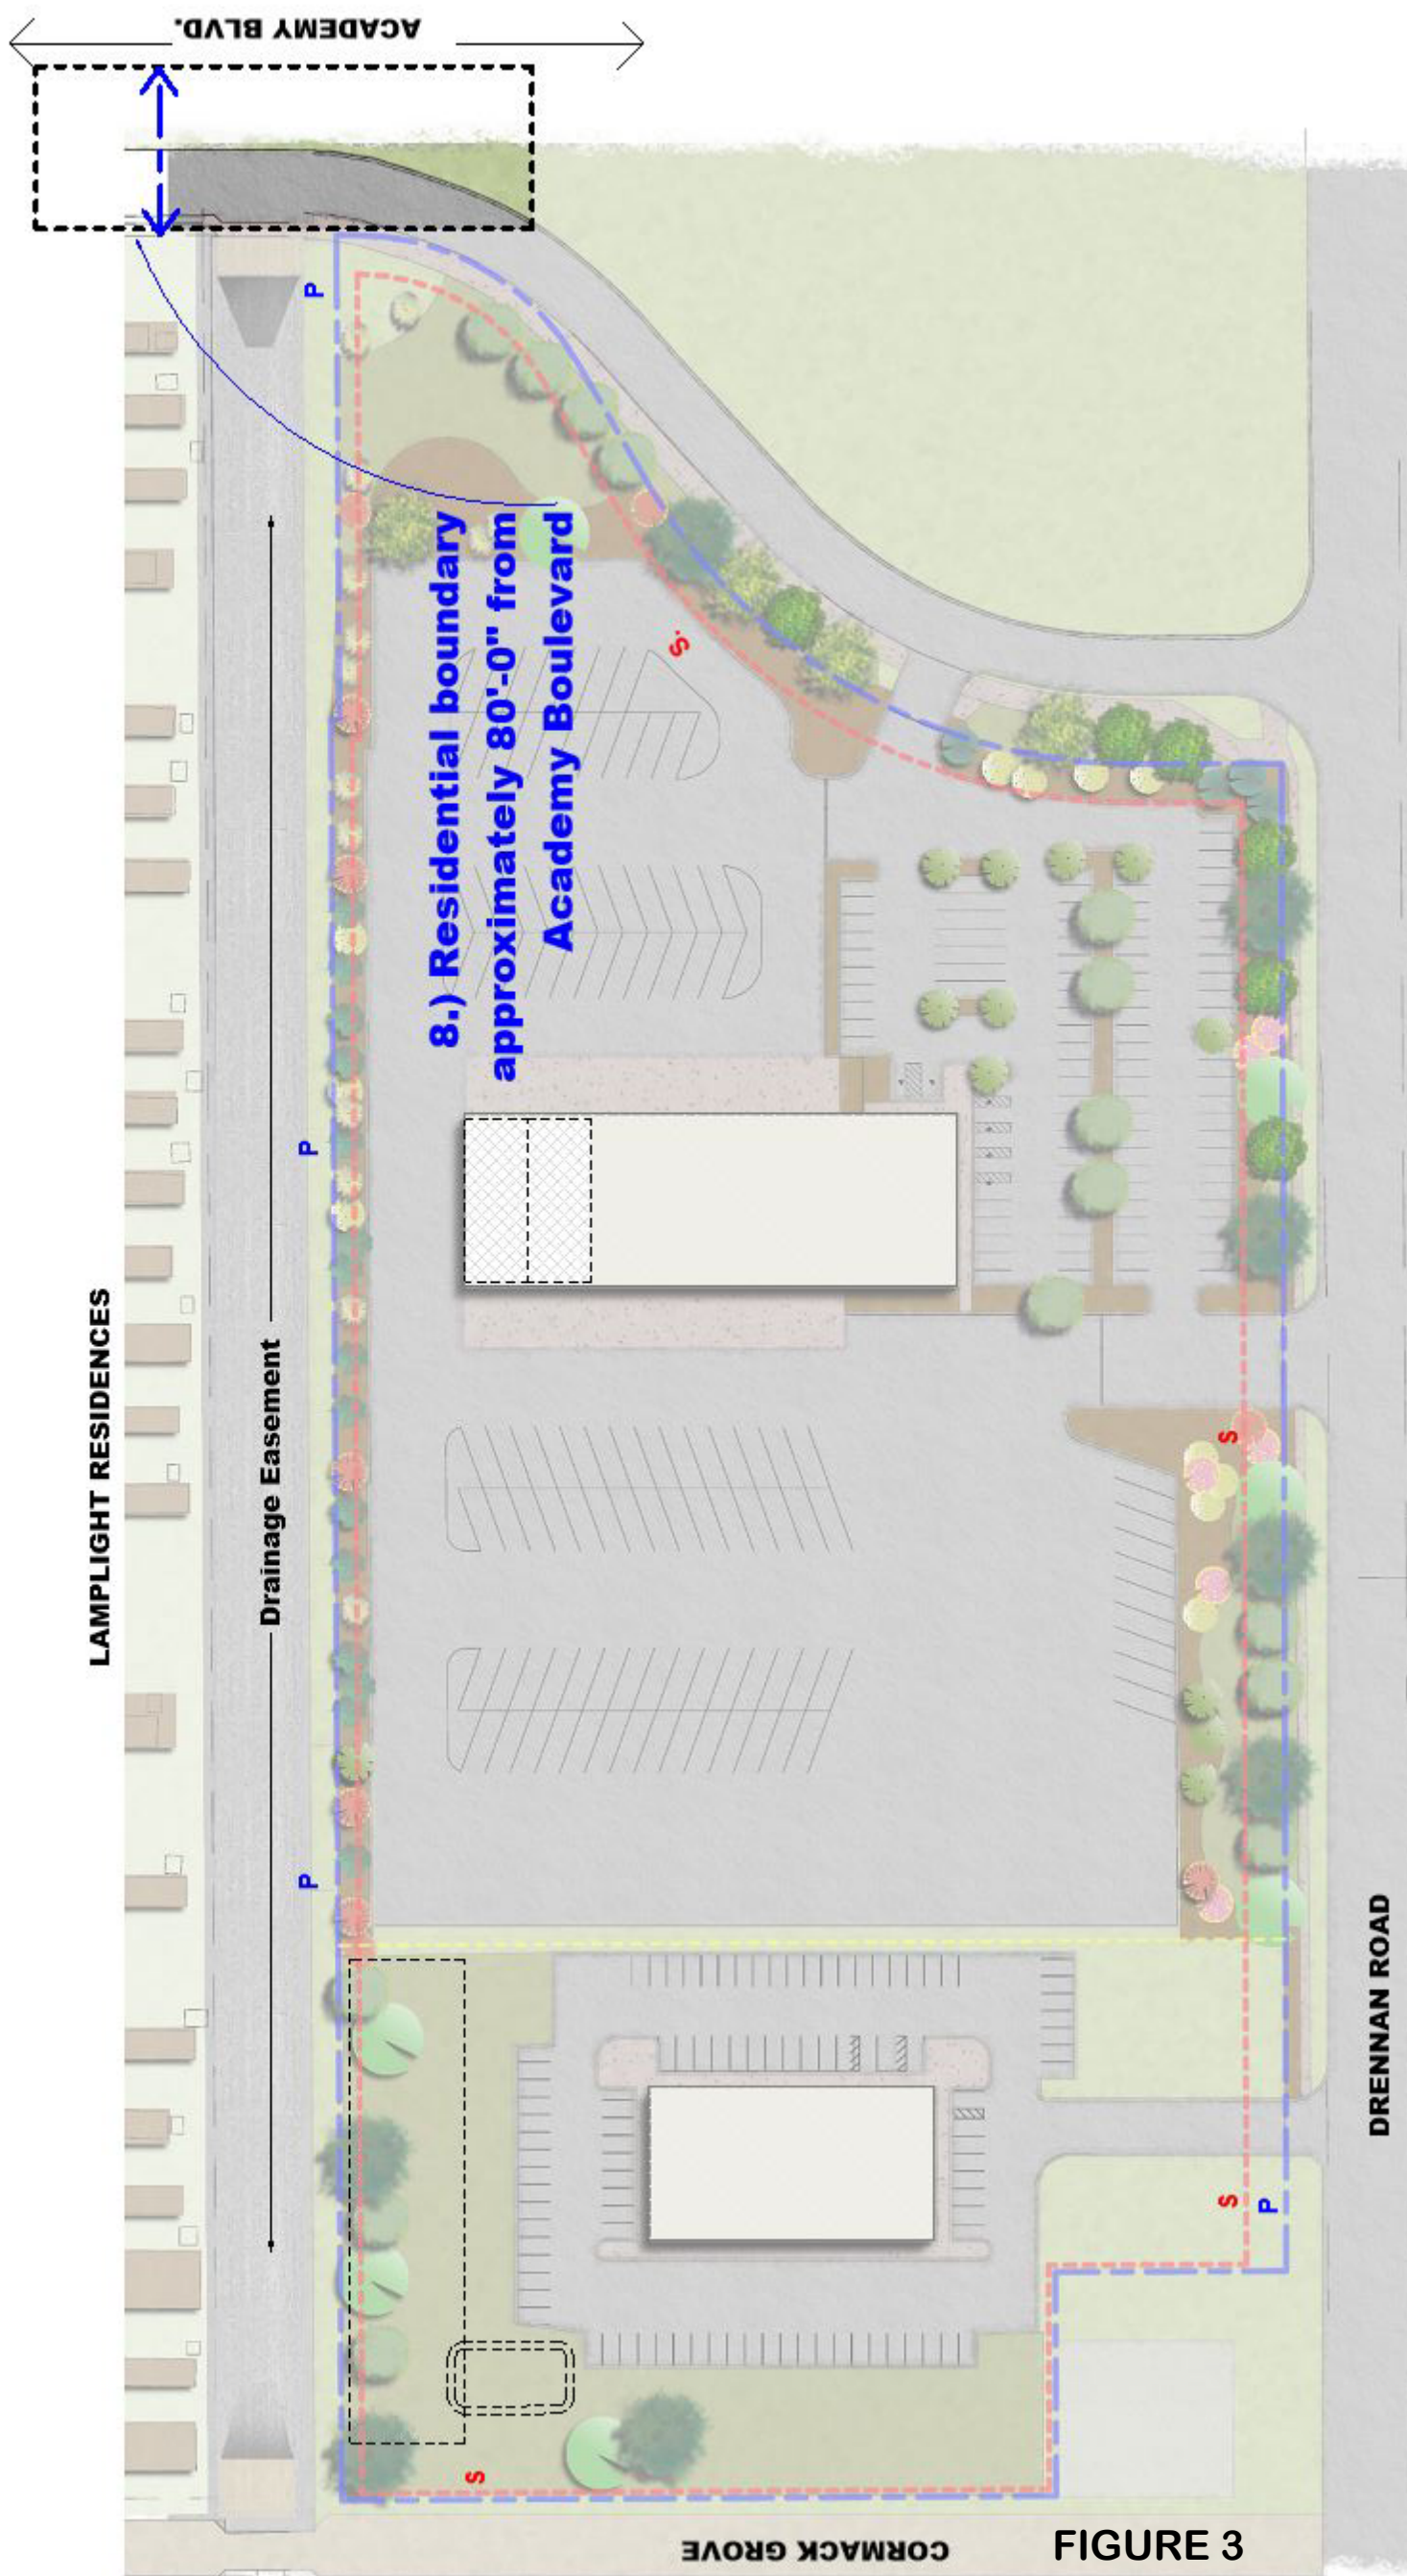 ACADEMY BLVD.
P
8.) Residential boundary
approximately 80'-0" from
Academy Boulevard
S.
P
LAMPLIGHT RESIDENCES
Drainage Easement
S
P
DRENNAN ROAD
S
P
S
CORMACK GROVE
FIGURE 3